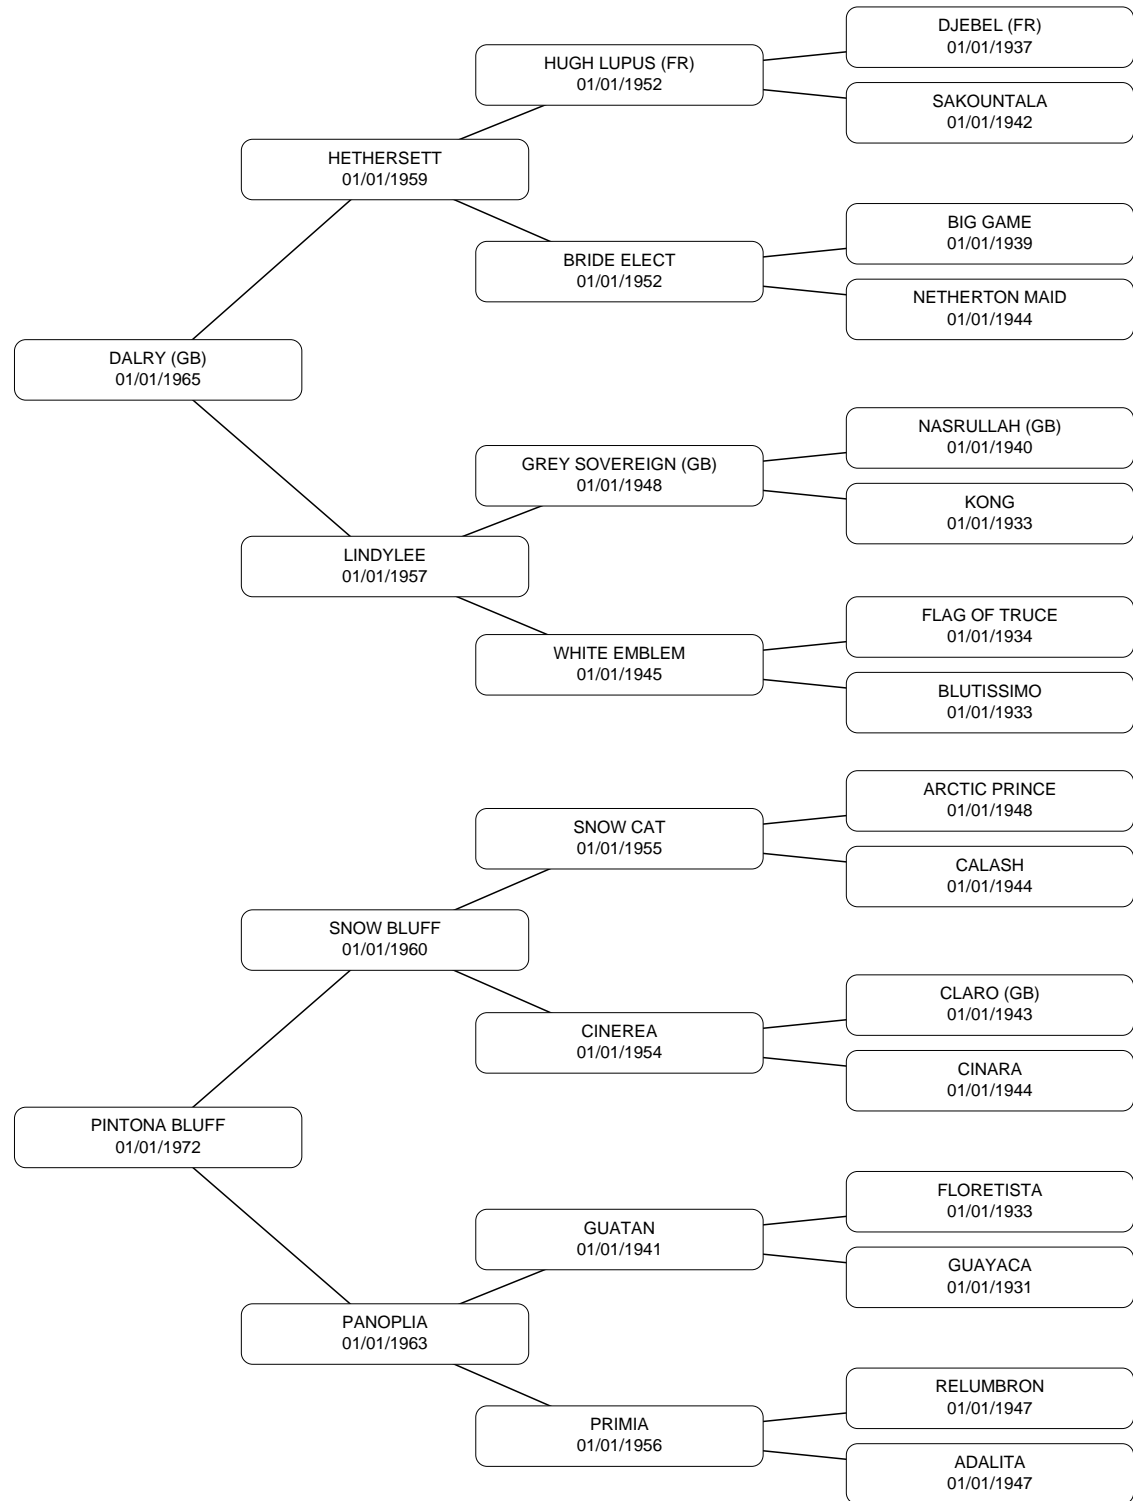 DJEBEL (FR)
01/01/1937
HUGH LUPUS (FR)
01/01/1952
SAKOUNTALA
01/01/1942
HETHERSETT
01/01/1959
BIG GAME
01/01/1939
BRIDE ELECT
01/01/1952
NETHERTON MAID
01/01/1944
DALRY (GB)
01/01/1965
NASRULLAH (GB)
01/01/1940
GREY SOVEREIGN (GB)
01/01/1948
KONG
01/01/1933
LINDYLEE
01/01/1957
FLAG OF TRUCE
01/01/1934
WHITE EMBLEM
01/01/1945
BLUTISSIMO
01/01/1933
ARCTIC PRINCE
01/01/1948
SNOW CAT
01/01/1955
CALASH
01/01/1944
SNOW BLUFF
01/01/1960
CLARO (GB)
01/01/1943
CINEREA
01/01/1954
CINARA
01/01/1944
PINTONA BLUFF
01/01/1972
FLORETISTA
01/01/1933
GUATAN
01/01/1941
GUAYACA
01/01/1931
PANOPLIA
01/01/1963
RELUMBRON
01/01/1947
PRIMIA
01/01/1956
ADALITA
01/01/1947